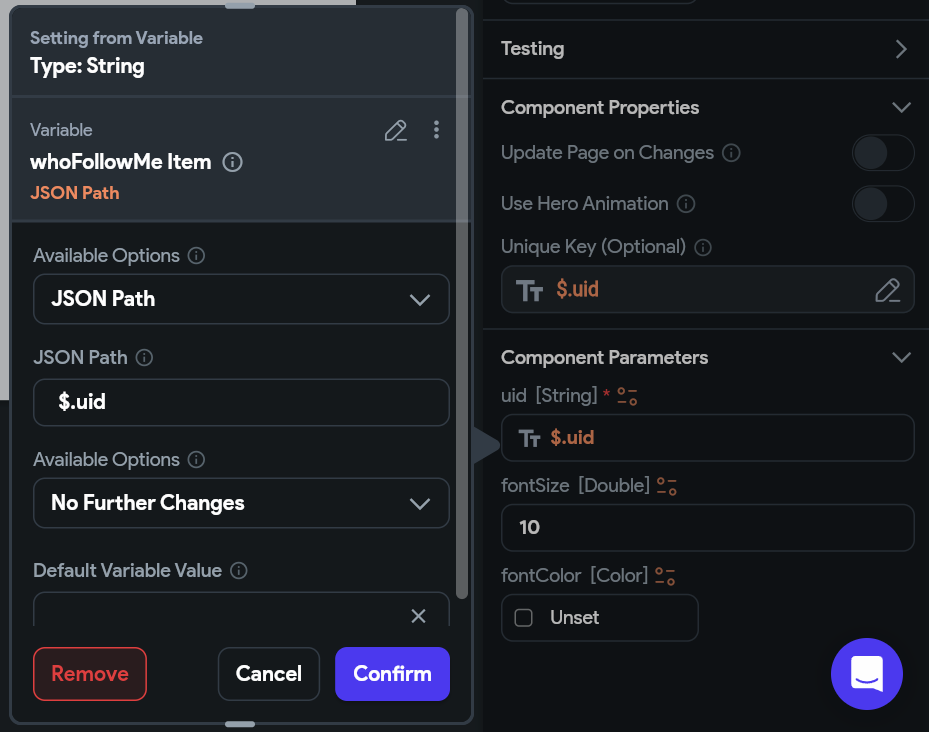 Setting from Variable
Type: String
Variable
whoFollowMe Item
JSON Path
Available Options
JSON Path
JSON Path
$.uid
Available Options
No Further Changes
Default Variable Value
Remove
Cancel
Confirm
Testing
Component Properties
Update Page on Changes
Use Hero Animation
Unique Key (Optional)
$.uid
Component Parameters
uid [String] *
$.uid
fontSize [Double]
10
fontColor [Color]
Unset